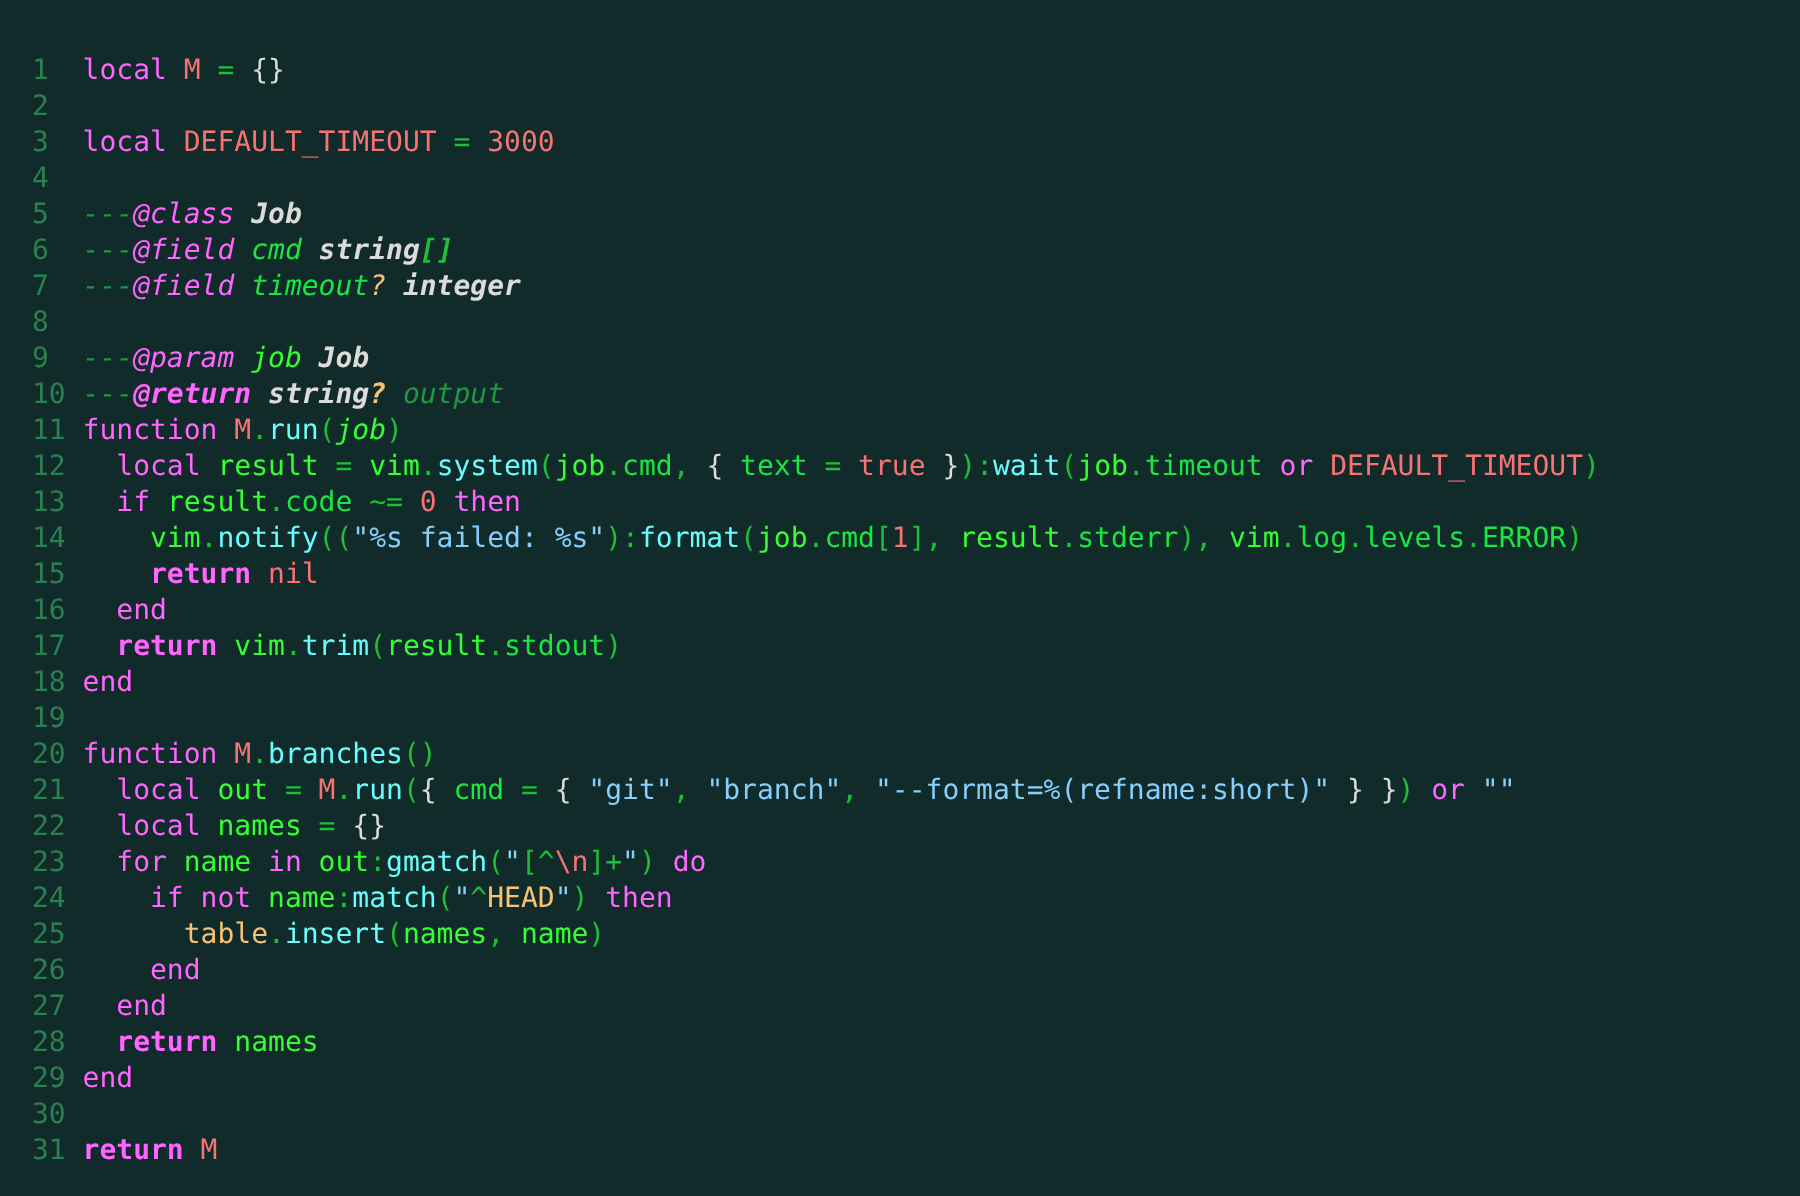 1 local M = {}
2
3 local DEFAULT_TIMEOUT = 3000
4
5 ---@class Job
6 ---@field cmd string[]
7 ---@field timeout? integer
8
9 ---@param job Job
10 ---@return string? output
11 function M.run(job)
12   local result = vim.system(job.cmd, { text = true }):wait(job.timeout or DEFAULT_TIMEOUT)
13   if result.code ~= 0 then
14     vim.notify(("%s failed: %s"):format(job.cmd[1], result.stderr), vim.log.levels.ERROR)
15     return nil
16   end
17   return vim.trim(result.stdout)
18 end
19
20 function M.branches()
21   local out = M.run({ cmd = { "git", "branch", "--format=%(refname:short)" } }) or ""
22   local names = {}
23   for name in out:gmatch("[^\n]+") do
24     if not name:match("^HEAD") then
25       table.insert(names, name)
26     end
27   end
28   return names
29 end
30
31 return M